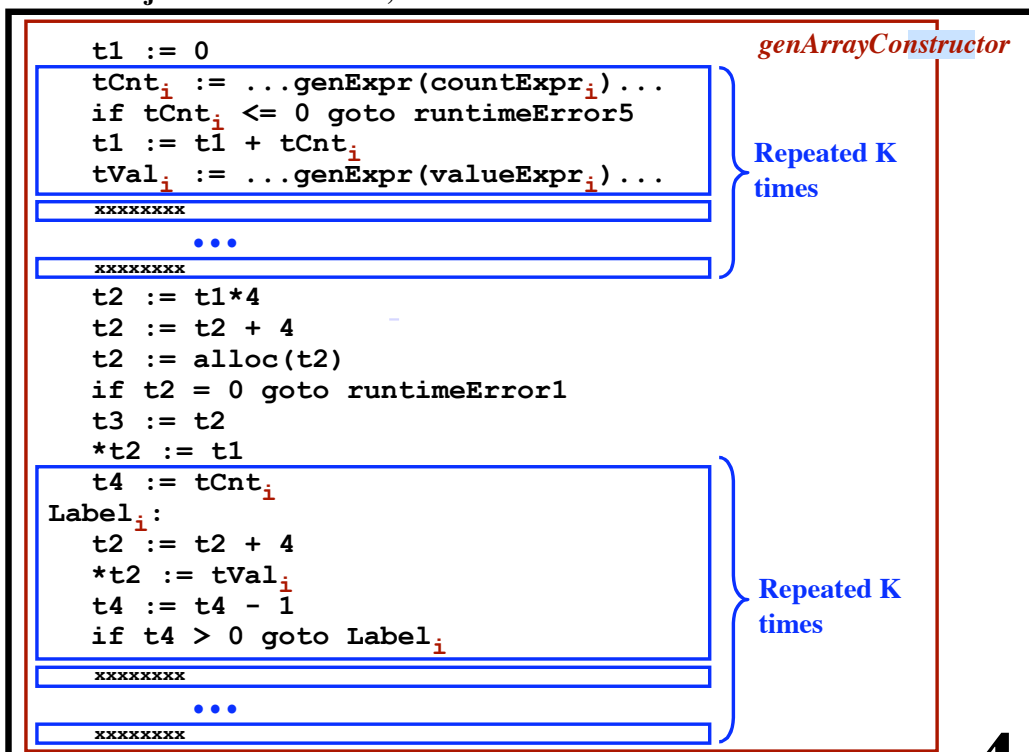 t1 := 0
genArrayConstructor
tCnti := ...genExpr(countExpri)...
if tCnti <= 0 goto runtimeError5
t1 := t1 + tCnti
tVali := ...genExpr(valueExpri)...
Repeated K
times
xxxxxxxx
...
xxxxxxxx
t2 := t1*4
t2 := t2 + 4
t2 := alloc(t2)
if t2 = 0 goto runtimeError1
t3 := t2
*t2 := t1
t4 := tCnti
Labeli:
t2 := t2 + 4
*t2 := tVali
t4 := t4 - 1
if t4 > 0 goto Labeli
Repeated K
times
xxxxxxxx
...
xxxxxxxx